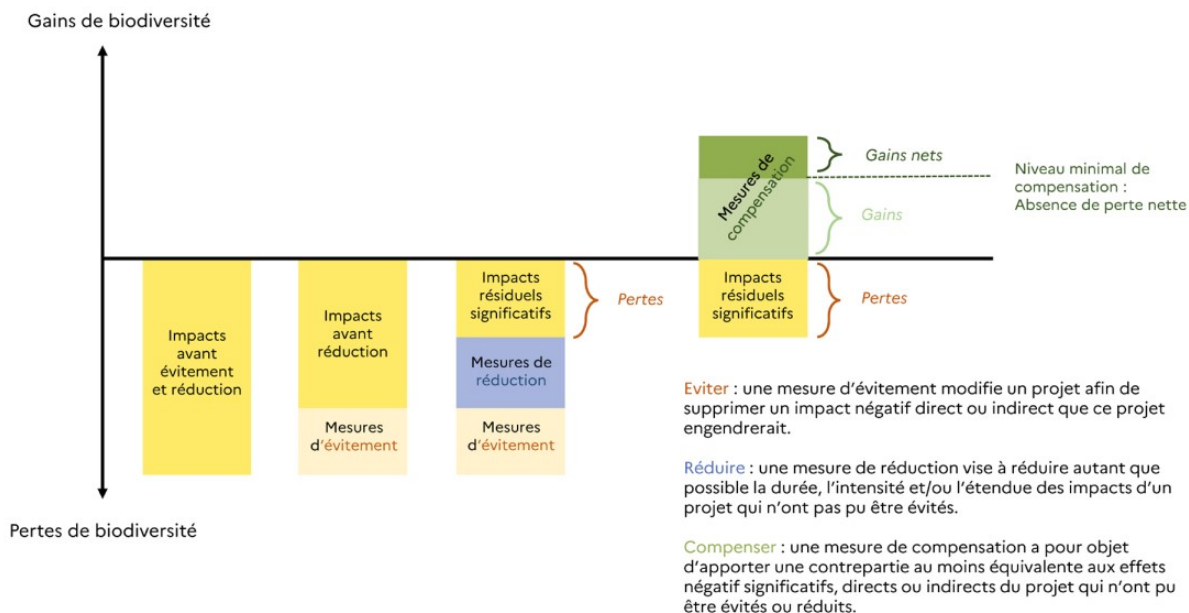 Gains de biodiversité
Gains nets
Niveau minimal de
compensation :
Absence de perte nette
Mesures de
compensation
Gains
Impacts
avant
évitement
et réduction
Impacts
avant
réduction
Mesures
d'évitement
Impacts
résiduels
significatifs
Pertes
Mesures de
réduction
Mesures
d'évitement
Impacts
résiduels
significatifs
Pertes
Pertes de biodiversité
Eviter : une mesure d'évitement modifie un projet afin de
supprimer un impact négatif direct ou indirect que ce projet
engendrerait.
Réduire : une mesure de réduction vise à réduire autant que
possible la durée, l'intensité et/ou l'étendue des impacts d'un
projet qui n'ont pas pu être évités.
Compenser : une mesure de compensation a pour objet
d'apporter une contrepartie au moins équivalente aux effets
négatif significatifs, directs ou indirects du projet qui n'ont pu
être évités ou réduits.